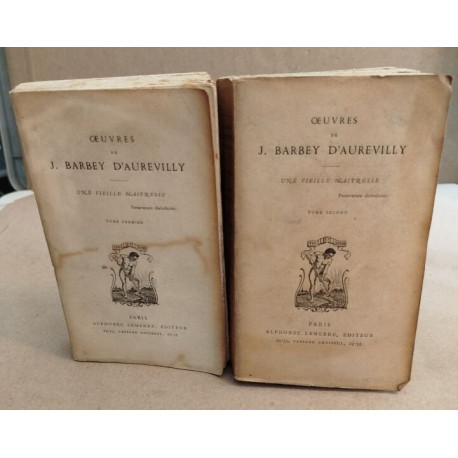 ŒUVRES
DE
J. BARBEY D'AUREVILLY
UNE VIEILLE MAITRESSE
TOME PREMIER
PARIS
ALPHONSE LEMERRE, ÉDITEUR
ŒUVRES
DE
J. BARBEY D'AUREVILLY
UNE VIEILLE MAITRESSE
TOME SECOND
PARIS
ALPHONSE LEMERRE, ÉDITEUR